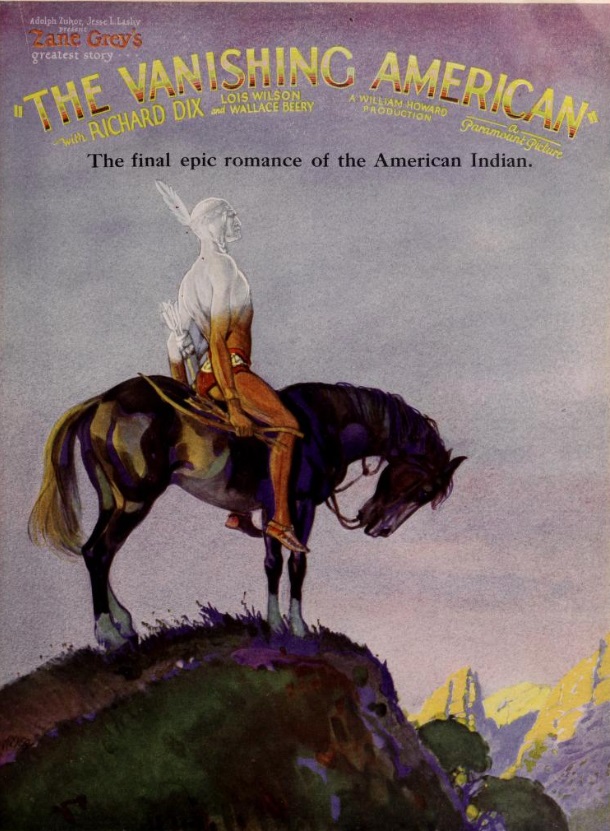 Adolph Zukor, Jesse L. Lasky
present
Zane Grey's
greatest story - - -
"THE VANISHING AMERICAN"
-with RICHARD DIX
LOIS WILSON
and WALLACE BEERY
A WILLIAM HOWARD
PRODUCTION
a
Paramount Picture
The final epic romance of the American Indian.